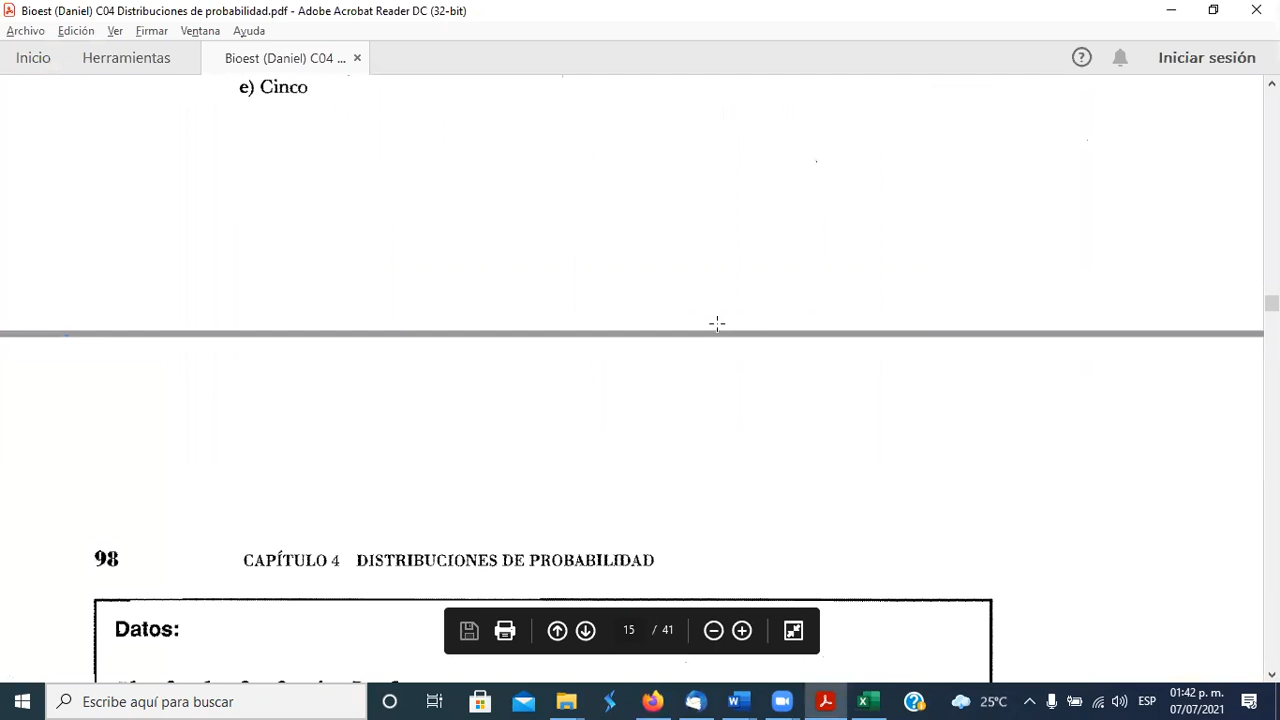 Bioest (Daniel) C04 Distribuciones de probabilidad.pdf - Adobe Acrobat Reader DC (32-bit)
Archivo Edición Ver Firmar Ventana Ayuda
Inicio Herramientas Bioest (Daniel) C04 ... × Iniciar sesión
e) Cinco
98 CAPÍTULO 4 DISTRIBUCIONES DE PROBABILIDAD
Datos:
15 / 41
Escribe aquí para buscar
25°C ESP
01:42 p. m.
07/07/2021